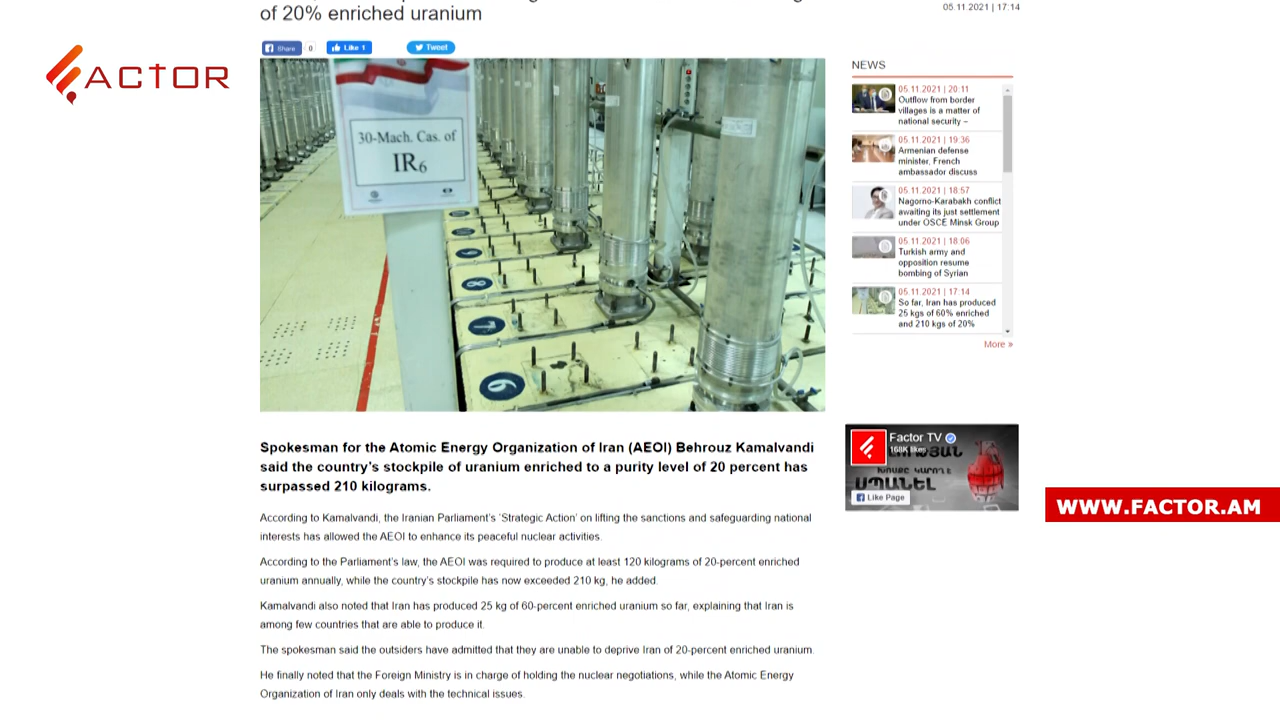 of 20% enriched uranium
05.11.2021 | 17:14
Share 0 Like 1 Tweet
FACTOR
30-Mach. Cas. of
IR6
8
7
6
NEWS
05.11.2021 | 20:11
Outflow from border
villages is a matter of
national security –
05.11.2021 | 19:36
Armenian defense
minister, French
ambassador discuss
05.11.2021 | 18:57
Nagorno-Karabakh conflict
awaiting its just settlement
under OSCE Minsk Group
05.11.2021 | 18:06
Turkish army and
opposition resume
bombing of Syrian
05.11.2021 | 17:14
So far, Iran has produced
25 kgs of 60% enriched
and 210 kgs of 20%
More »
Spokesman for the Atomic Energy Organization of Iran (AEOI) Behrouz Kamalvandi
said the country's stockpile of uranium enriched to a purity level of 20 percent has
surpassed 210 kilograms.
According to Kamalvandi, the Iranian Parliament's 'Strategic Action' on lifting the sanctions and safeguarding national
interests has allowed the AEOI to enhance its peaceful nuclear activities.
According to the Parliament's law, the AEOI was required to produce at least 120 kilograms of 20-percent enriched
uranium annually, while the country's stockpile has now exceeded 210 kg, he added.
Kamalvandi also noted that Iran has produced 25 kg of 60-percent enriched uranium so far, explaining that Iran is
among few countries that are able to produce it.
The spokesman said the outsiders have admitted that they are unable to deprive Iran of 20-percent enriched uranium.
He finally noted that the Foreign Ministry is in charge of holding the nuclear negotiations, while the Atomic Energy
Organization of Iran only deals with the technical issues.
Factor TV
168K likes
ԽՈՍՔԸ ԿԱՐՈՂ Է
ՍՊԱՆԵԼ
Like Page
WWW.FACTOR.AM